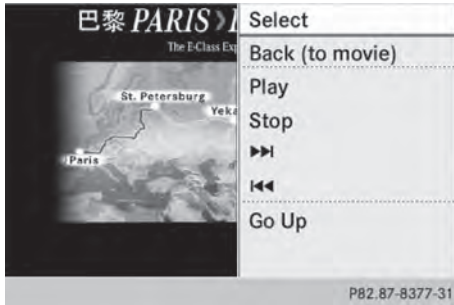 巴黎 PARIS
The E-Class Exp
St. Petersburg
Yeka
Paris
Select
Back (to movie)
Play
Stop
Go Up
P82.87-8377-31